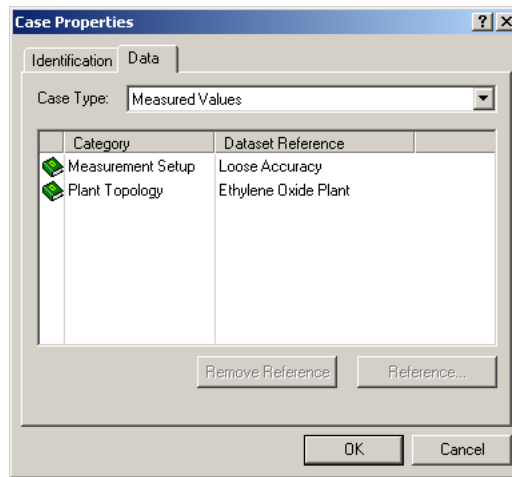 Case Properties ? X
Identification Data
Case Type: Measured Values
Category Dataset Reference
Measurement Setup Loose Accuracy
Plant Topology Ethylene Oxide Plant
Remove Reference Reference...
OK Cancel